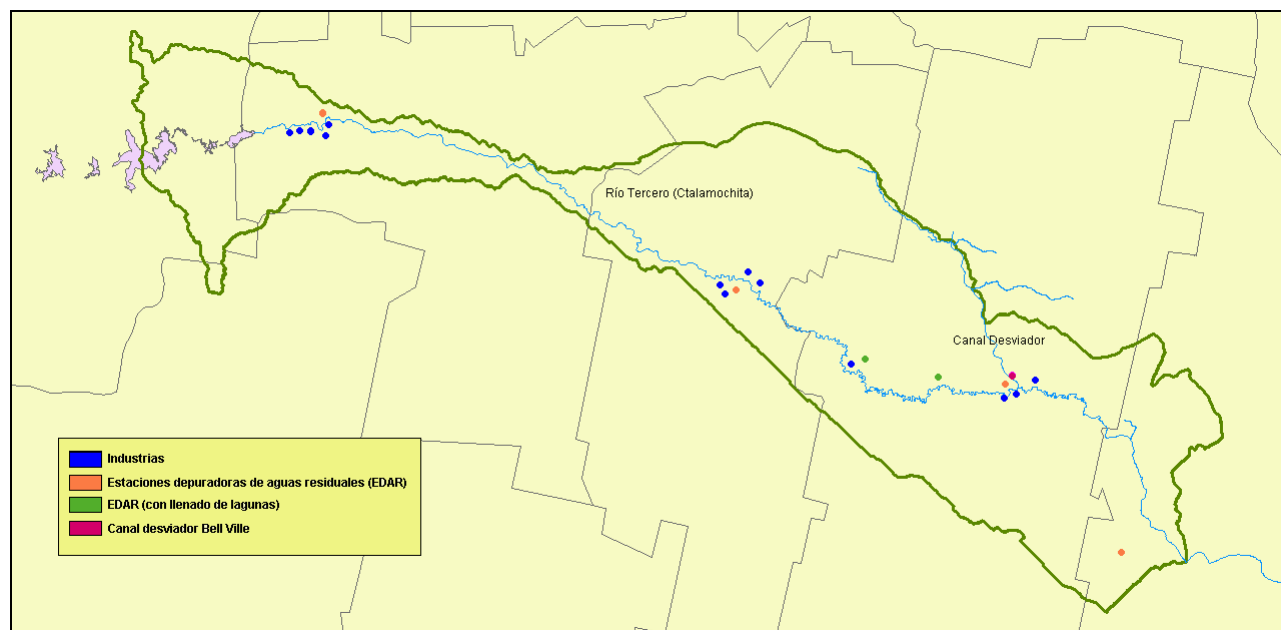 Río Tercero (Ctalamochita)
Canal Desviador
Industrias
Estaciones depuradoras de aguas residuales (EDAR)
EDAR (con llenado de lagunas)
Canal desviador Bell Ville